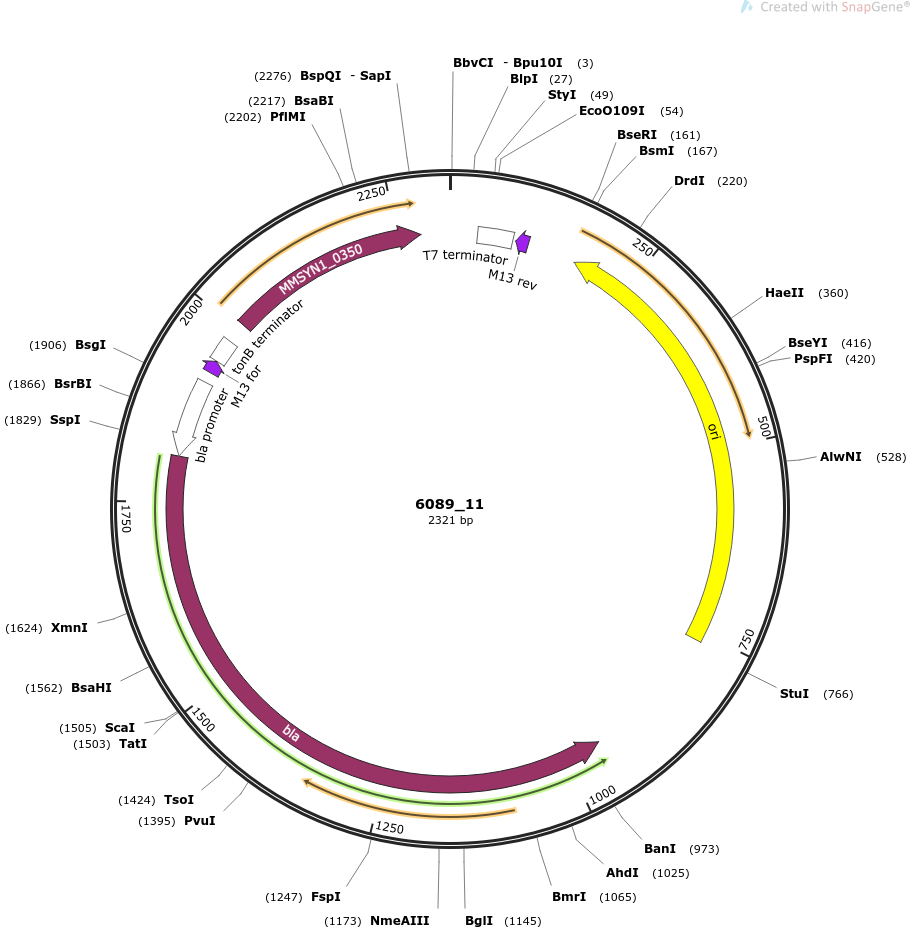 Created with SnapGene®
(2276) BspQI - SapI
(2217) BsaBI
(2202) PflMI
BbvCI - Bpu10I (3)
BlpI (27)
StyI (49)
EcoO109I (54)
BseRI (161)
BsmI (167)
DrdI (220)
HaeII (360)
BseYI (416)
PspFI (420)
AlwNI (528)
StuI (766)
BanI (973)
AhdI (1025)
BmrI (1065)
BglI (1145)
(1173) NmeAIII
(1247) FspI
(1395) PvuI
(1424) TsoI
(1503) TatI
(1505) ScaI
(1562) BsaHI
(1624) XmnI
(1829) SspI
(1866) BsrBI
(1906) BsgI
250
500
750
1000
1250
1500
1750
2000
2250
T7 terminator
M13 rev
ori
bla
bla promoter
M13 for
tonB terminator
MMSYN1_0350
6089_11
2321 bp